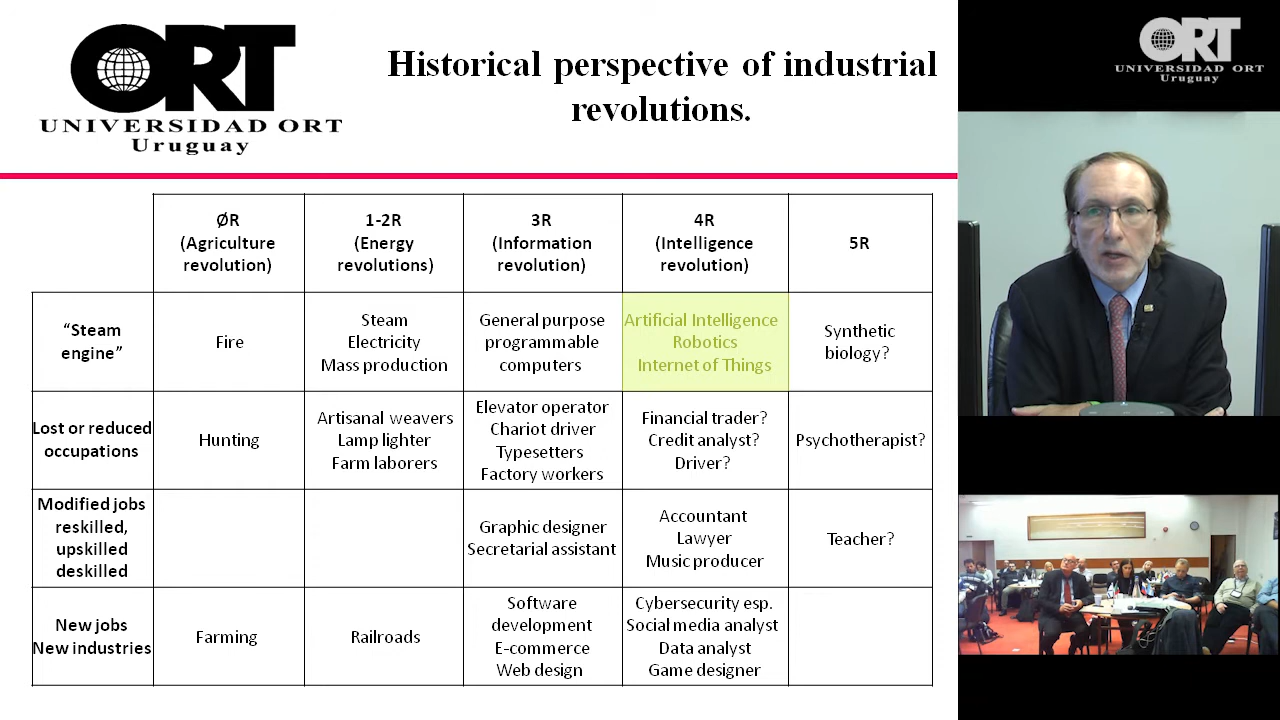 ORT
UNIVERSIDAD ORT
Uruguay
Historical perspective of industrial
revolutions.
ORT
UNIVERSIDAD ORT
Uruguay
ØR
(Agriculture
revolution)
1-2R
(Energy
revolutions)
3R
(Information
revolution)
4R
(Intelligence
revolution)
5R
“Steam
engine”
Fire
Steam
Electricity
Mass production
General purpose
programmable
computers
Artificial Intelligence
Robotics
Internet of Things
Synthetic
biology?
Lost or reduced
occupations
Hunting
Artisanal weavers
Lamp lighter
Farm laborers
Elevator operator
Chariot driver
Typesetters
Factory workers
Financial trader?
Credit analyst?
Driver?
Psychotherapist?
Modified jobs
reskilled,
upskilled
deskilled
Graphic designer
Secretarial assistant
Accountant
Lawyer
Music producer
Teacher?
New jobs
New industries
Farming
Railroads
Software
development
E-commerce
Web design
Cybersecurity esp.
Social media analyst
Data analyst
Game designer